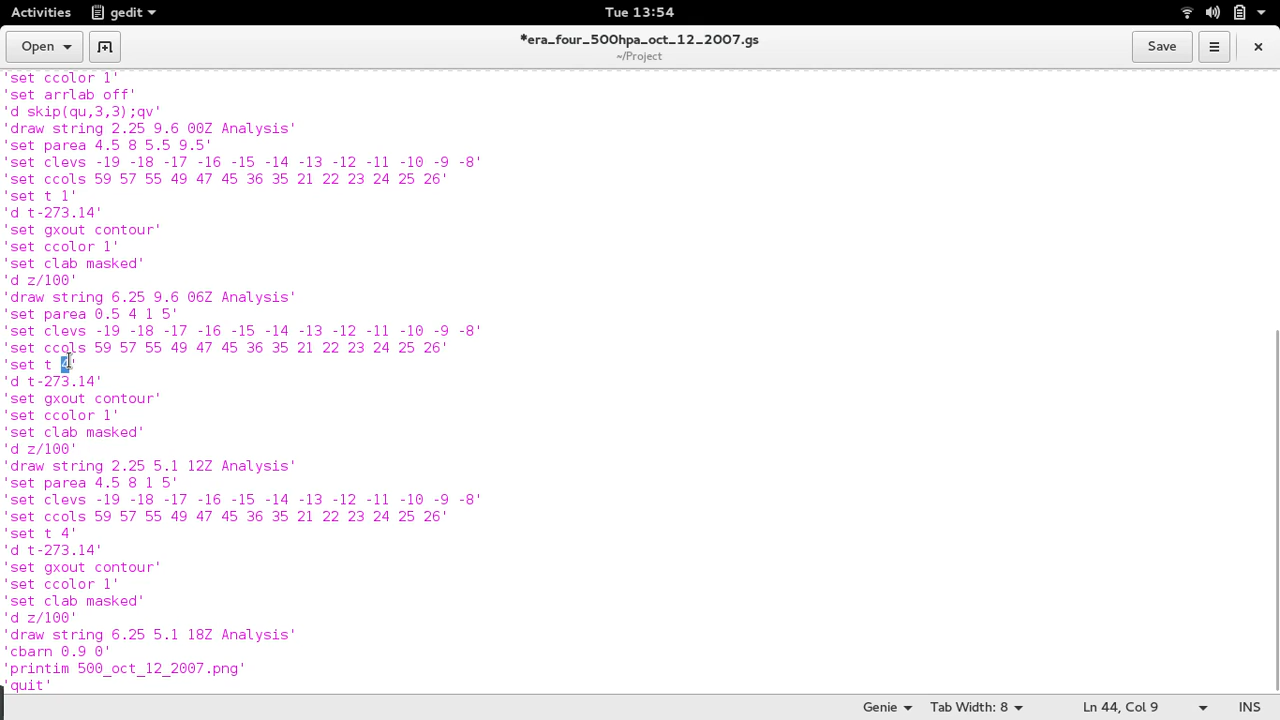 Activities gedit Tue 13:54
Open *era_four_500hpa_oct_12_2007.gs Save
~/Project
'set ccolor 1'
'set arrlab off'
'd skip(qu,3,3);qv'
'draw string 2.25 9.6 00Z Analysis'
'set parea 4.5 8 5.5 9.5'
'set clevs -19 -18 -17 -16 -15 -14 -13 -12 -11 -10 -9 -8'
'set ccols 59 57 55 49 47 45 36 35 21 22 23 24 25 26'
'set t 1'
'd t-273.14'
'set gxout contour'
'set ccolor 1'
'set clab masked'
'd z/100'
'draw string 6.25 9.6 06Z Analysis'
'set parea 0.5 4 1 5'
'set clevs -19 -18 -17 -16 -15 -14 -13 -12 -11 -10 -9 -8'
'set ccols 59 57 55 49 47 45 36 35 21 22 23 24 25 26'
'set t 4'
'd t-273.14'
'set gxout contour'
'set ccolor 1'
'set clab masked'
'd z/100'
'draw string 2.25 5.1 12Z Analysis'
'set parea 4.5 8 1 5'
'set clevs -19 -18 -17 -16 -15 -14 -13 -12 -11 -10 -9 -8'
'set ccols 59 57 55 49 47 45 36 35 21 22 23 24 25 26'
'set t 4'
'd t-273.14'
'set gxout contour'
'set ccolor 1'
'set clab masked'
'd z/100'
'draw string 6.25 5.1 18Z Analysis'
'cbarn 0.9 0'
'printim 500_oct_12_2007.png'
'quit'
Genie Tab Width: 8 Ln 44, Col 9 INS